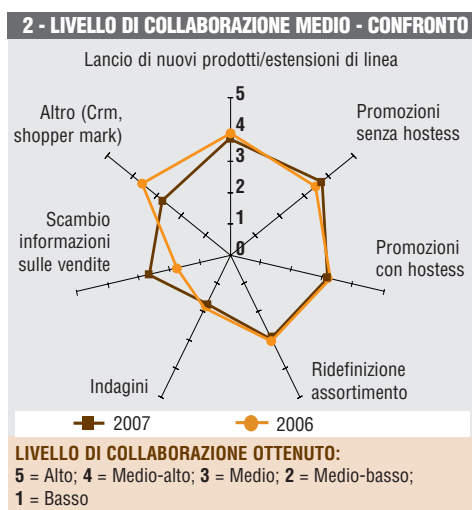 2 - LIVELLO DI COLLABORAZIONE MEDIO - CONFRONTO
Lancio di nuovi prodotti/estensioni di linea
5
4
3
2
1
0
Promozioni
senza hostess
Promozioni
con hostess
Ridefinizione
assortimento
Indagini
Scambio
informazioni
sulle vendite
Altro (Crm,
shopper mark)
2007
2006
LIVELLO DI COLLABORAZIONE OTTENUTO:
5 = Alto; 4 = Medio-alto; 3 = Medio; 2 = Medio-basso;
1 = Basso